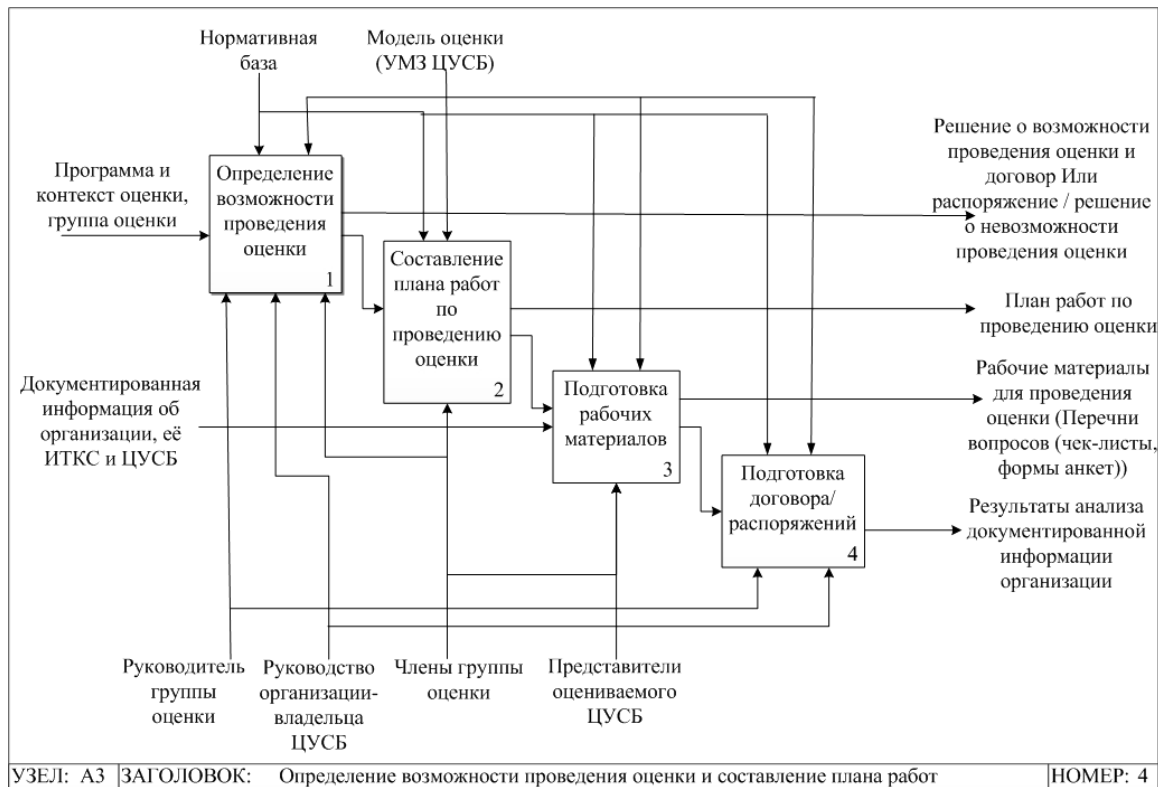 Нормативная
база
Модель оценки
(УМЗ ЦУСБ)
Программа и
контекст оценки,
группа оценки
Определение
возможности
проведения
оценки
1
Решение о возможности
проведения оценки и
договор Или
распоряжение / решение
о невозможности
проведения оценки
Составление
плана работ
по
проведению
оценки
2
План работ по
проведению оценки
Документированная
информация об
организации, её
ИТКС и ЦУСБ
Подготовка
рабочих
материалов
3
Рабочие материалы
для проведения
оценки (Перечни
вопросов (чек-листы,
формы анкет))
Подготовка
договора/
распоряжений
4
Результаты анализа
документированной
информации
организации
Руководитель
группы
оценки
Руководство
организации-
владельца
ЦУСБ
Члены группы
оценки
Представители
оцениваемого
ЦУСБ
УЗЕЛ: А3 ЗАГОЛОВОК: Определение возможности проведения оценки и составление плана работ НОМЕР: 4